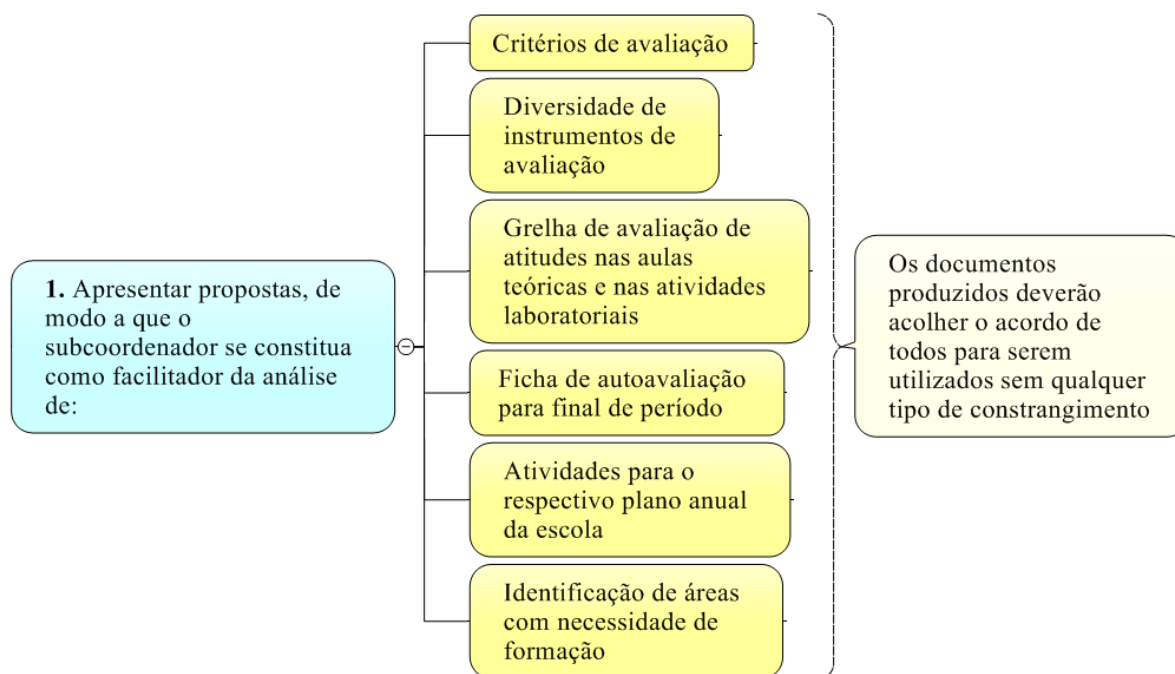 1. Apresentar propostas, de
modo a que o
subcoordenador se constitua
como facilitador da análise
de:
Critérios de avaliação
Diversidade de
instrumentos de
avaliação
Grelha de avaliação de
atitudes nas aulas
teóricas e nas atividades
laboratoriais
Ficha de autoavaliação
para final de período
Atividades para o
respectivo plano anual
da escola
Identificação de áreas
com necessidade de
formação
Os documentos
produzidos deverão
acolher o acordo de
todos para serem
utilizados sem qualquer
tipo de constrangimento